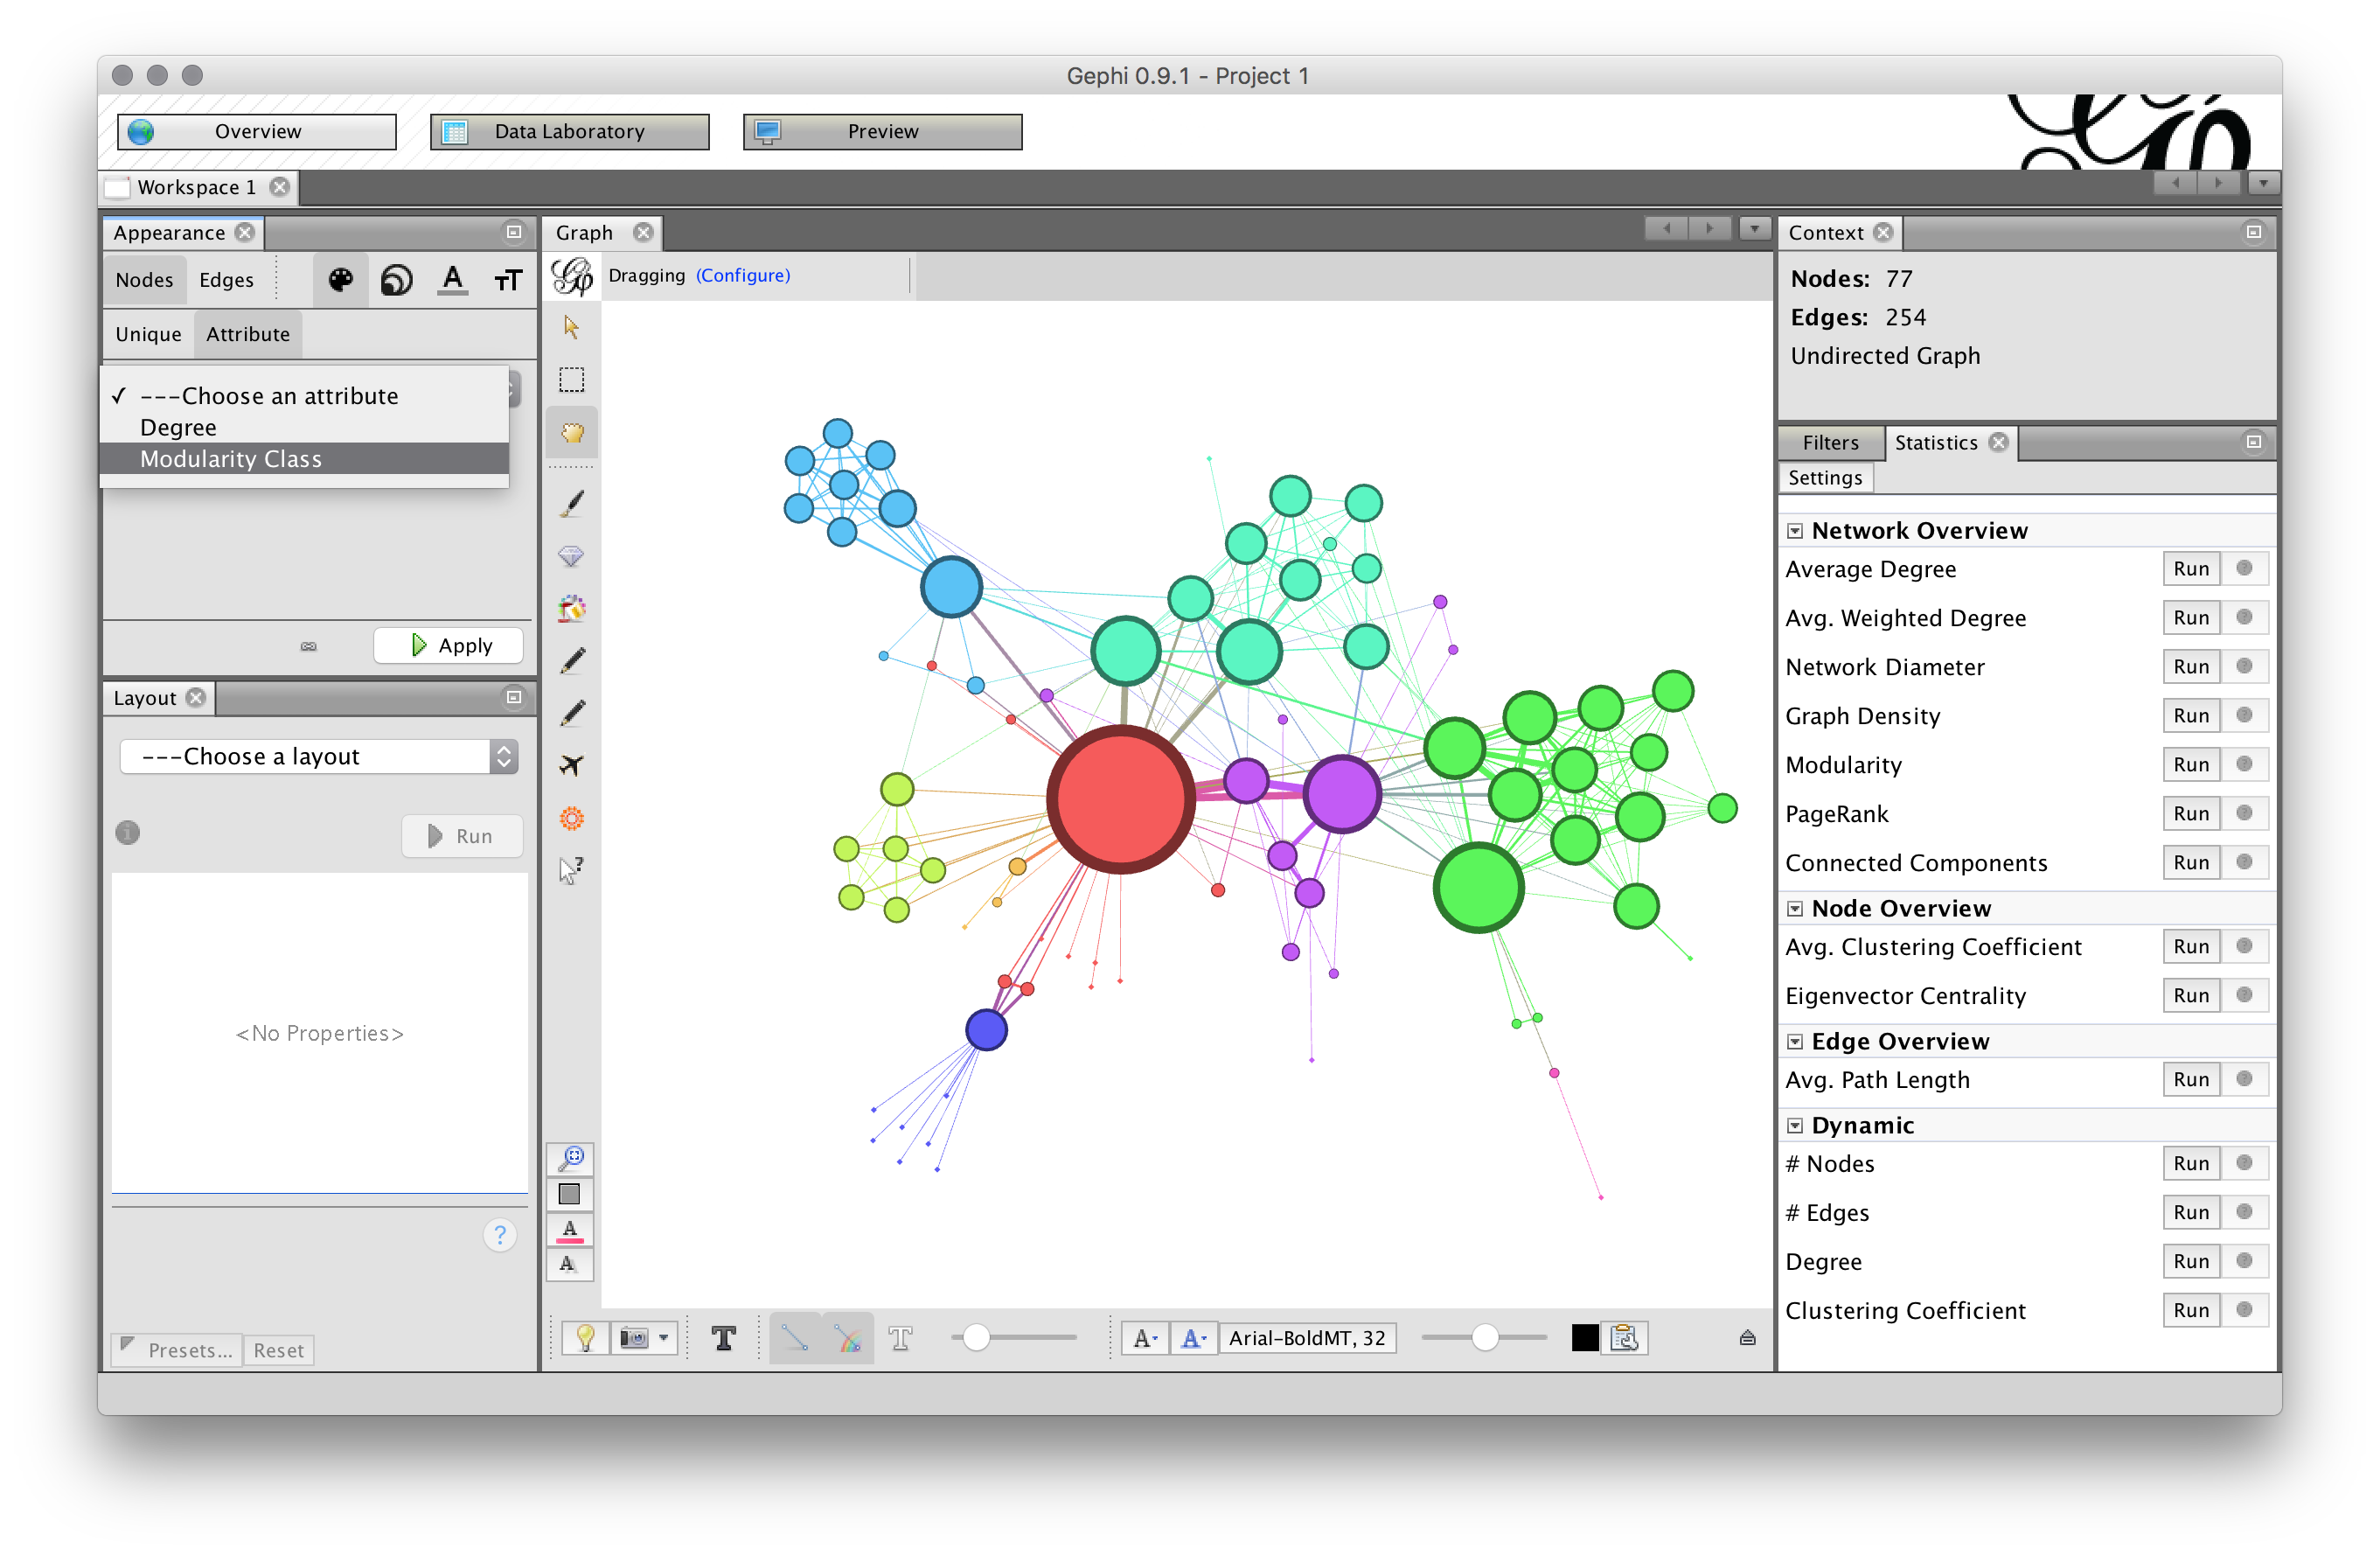 Gephi 0.9.1 - Project 1
Overview
Data Laboratory
Preview
Workspace 1
Appearance
Nodes
Edges
Unique
Attribute
---Choose an attribute
Degree
Modularity Class
Apply
Layout
---Choose a layout
Run
<No Properties>
Presets...
Reset
Graph
Dragging (Configure)
Arial-BoldMT, 32
Context
Nodes: 77
Edges: 254
Undirected Graph
Filters
Statistics
Settings
Network Overview
Average Degree Run
Avg. Weighted Degree Run
Network Diameter Run
Graph Density Run
Modularity Run
PageRank Run
Connected Components Run
Node Overview
Avg. Clustering Coefficient Run
Eigenvector Centrality Run
Edge Overview
Avg. Path Length Run
Dynamic
# Nodes Run
# Edges Run
Degree Run
Clustering Coefficient Run